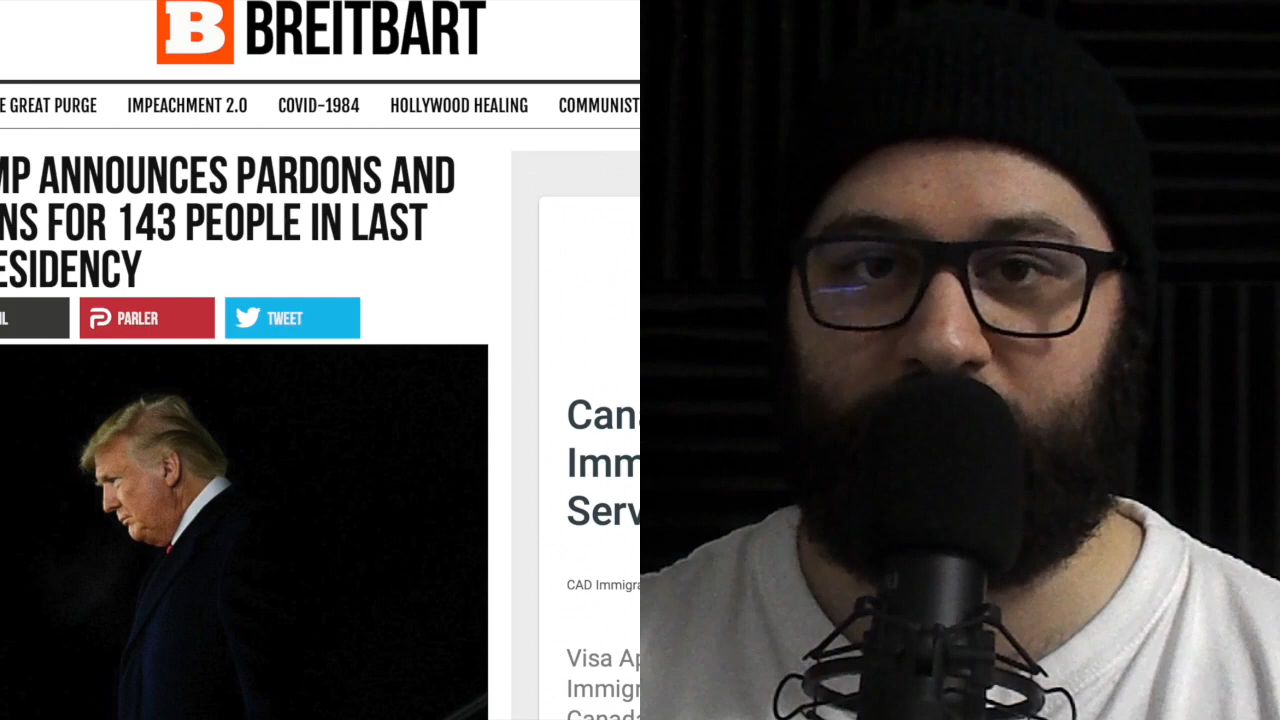 B BREITBART
E GREAT PURGE IMPEACHMENT 2.0 COVID-1984 HOLLYWOOD HEALING COMMUNIST
MP ANNOUNCES PARDONS AND
NS FOR 143 PEOPLE IN LAST
ESIDENCY
IL PARLER TWEET
Can
Imm
Serv
CAD Immigra
Visa Ap
Immigr
Canada